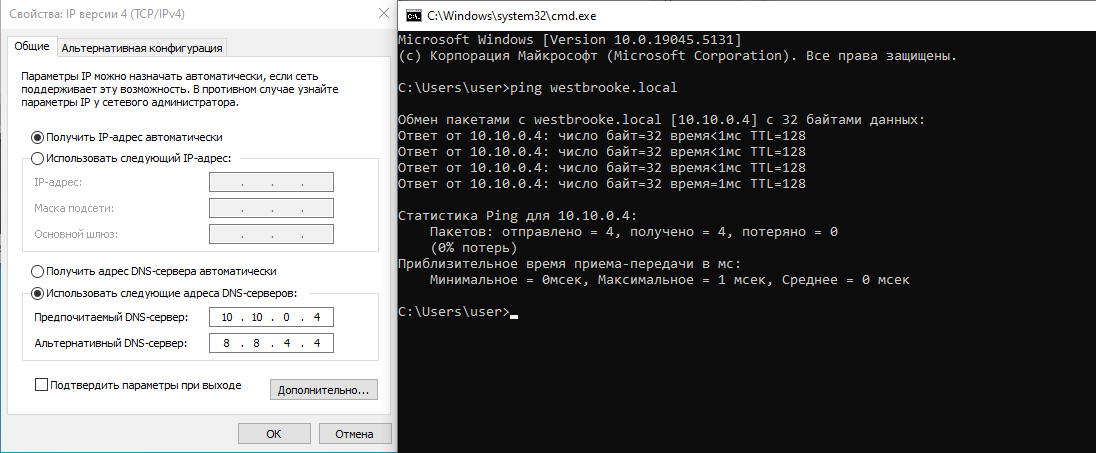 Свойства: IP версии 4 (TCP/IPv4)
Общие
Альтернативная конфигурация
Параметры IP можно назначать автоматически, если сеть
поддерживает эту возможность. В противном случае узнайте
параметры IP у сетевого администратора.
Получить IP-адрес автоматически
Использовать следующий IP-адрес:
IP-адрес:
Маска подсети:
Основной шлюз:
Получить адрес DNS-сервера автоматически
Использовать следующие адреса DNS-серверов:
Предпочитаемый DNS-сервер: 10 . 10 . 0 . 4
Альтернативный DNS-сервер: 8 . 8 . 4 . 4
Подтвердить параметры при выходе
Дополнительно...
ОК
Отмена
C:\Windows\system32\cmd.exe
Microsoft Windows [Version 10.0.19045.5131]
(c) Корпорация Майкрософт (Microsoft Corporation). Все права защищены.
C:\Users\user>ping westbrooke.local
Обмен пакетами с westbrooke.local [10.10.0.4] с 32 байтами данных:
Ответ от 10.10.0.4: число байт=32 время<1мс TTL=128
Ответ от 10.10.0.4: число байт=32 время<1мс TTL=128
Ответ от 10.10.0.4: число байт=32 время<1мс TTL=128
Ответ от 10.10.0.4: число байт=32 время=1мс TTL=128
Статистика Ping для 10.10.0.4:
Пакетов: отправлено = 4, получено = 4, потеряно = 0
(0% потерь)
Приблизительное время приема-передачи в мс:
Минимальное = 0мсек, Максимальное = 1 мсек, Среднее = 0 мсек
C:\Users\user>